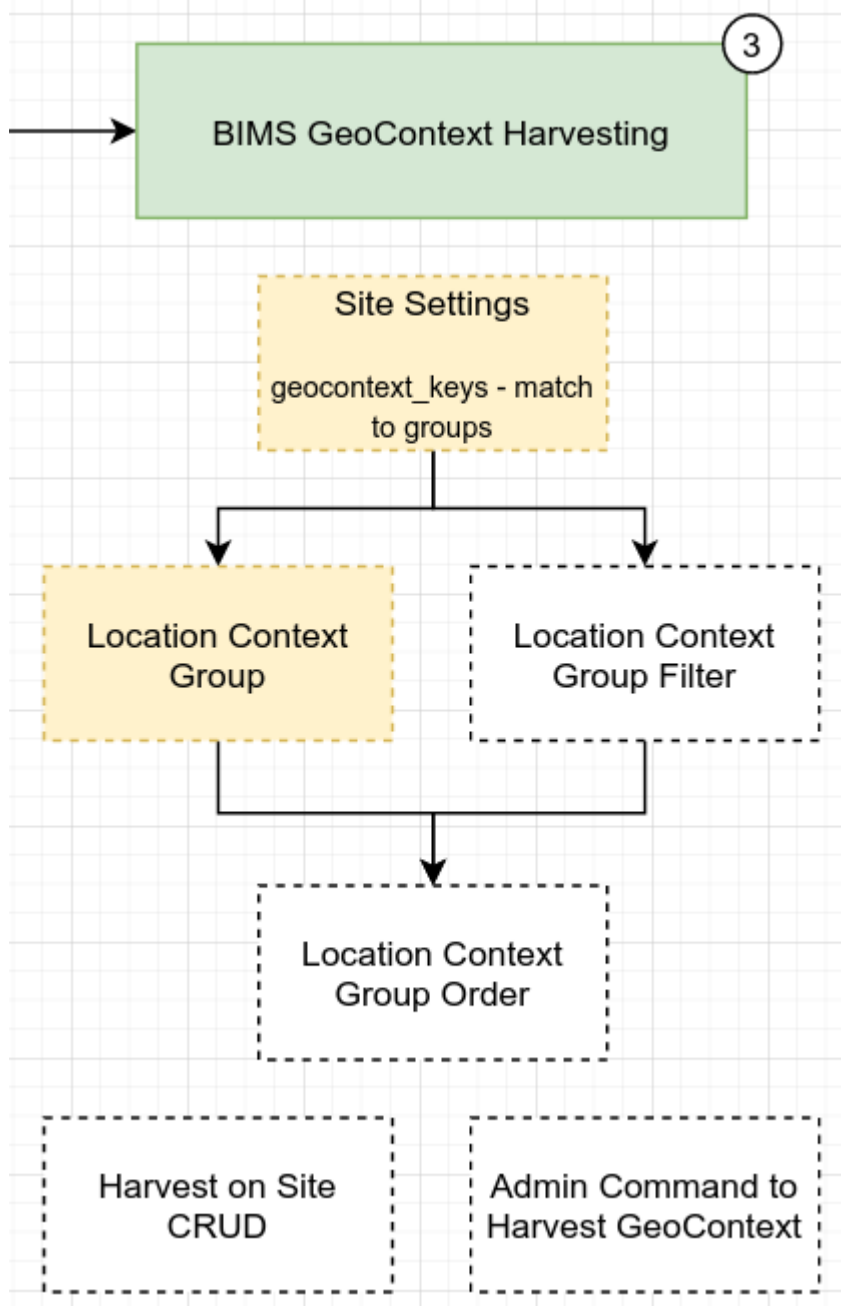 3
BIMS GeoContext Harvesting
Site Settings
geocontext_keys - match
to groups
Location Context
Group
Location Context
Group Filter
Location Context
Group Order
Harvest on Site
CRUD
Admin Command to
Harvest GeoContext